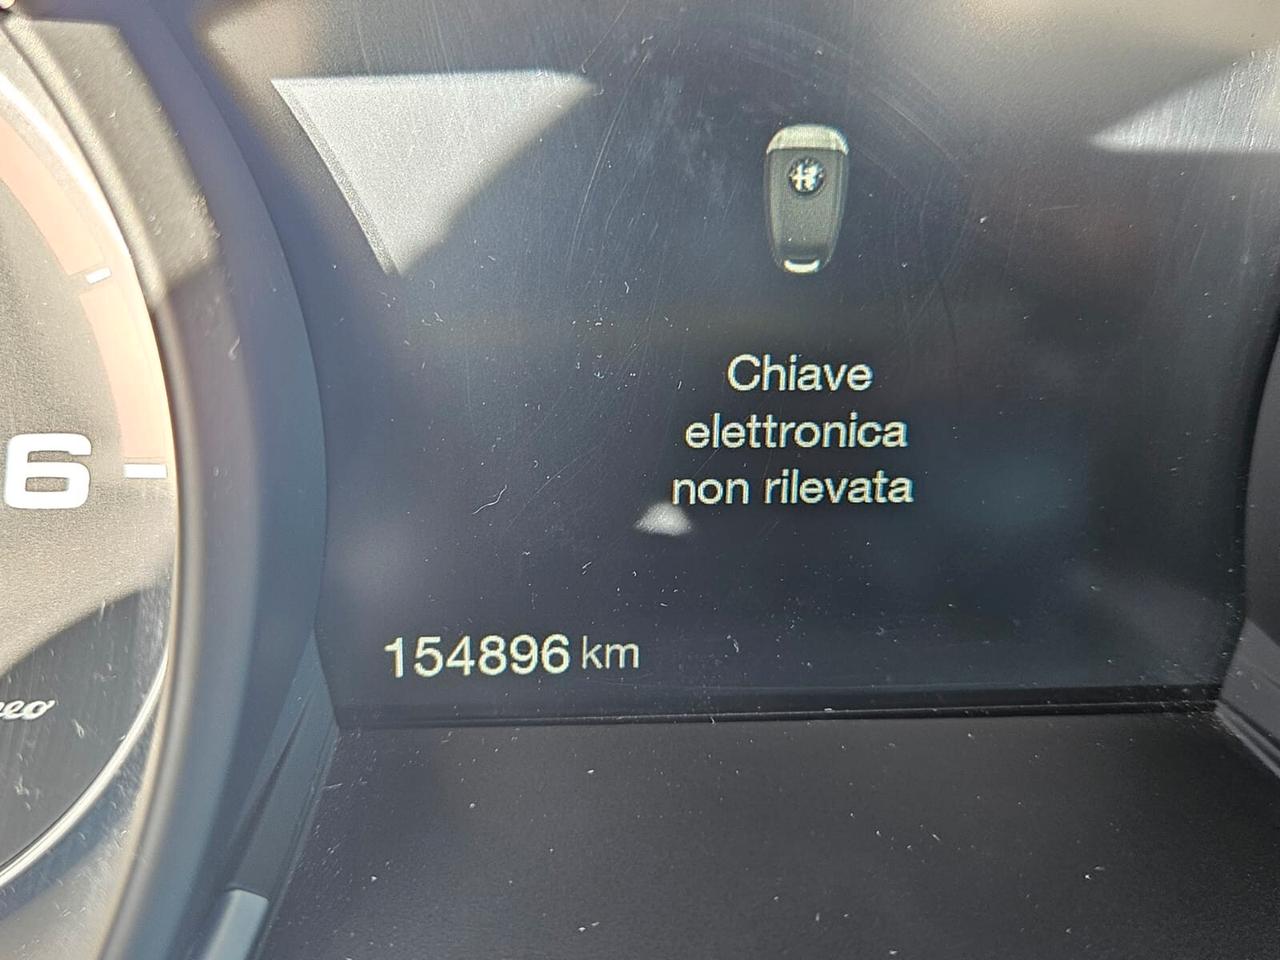 6
Chiave
elettronica
non rilevata
154896 km